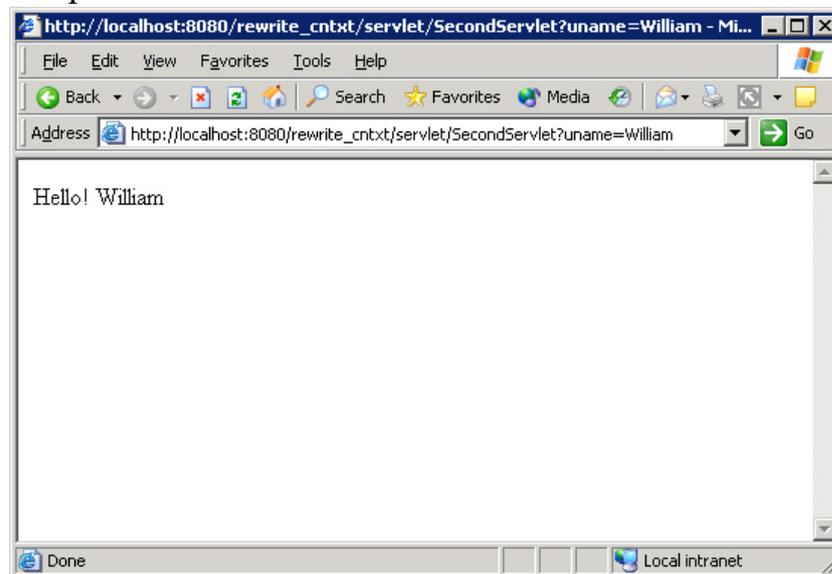 http://localhost:8080/rewrite_cntxt/servlet/SecondServlet?uname=William - Mi...
File Edit View Favorites Tools Help
Back Search Favorites Media
Address http://localhost:8080/rewrite_cntxt/servlet/SecondServlet?uname=William Go
Hello! William
Done Local intranet